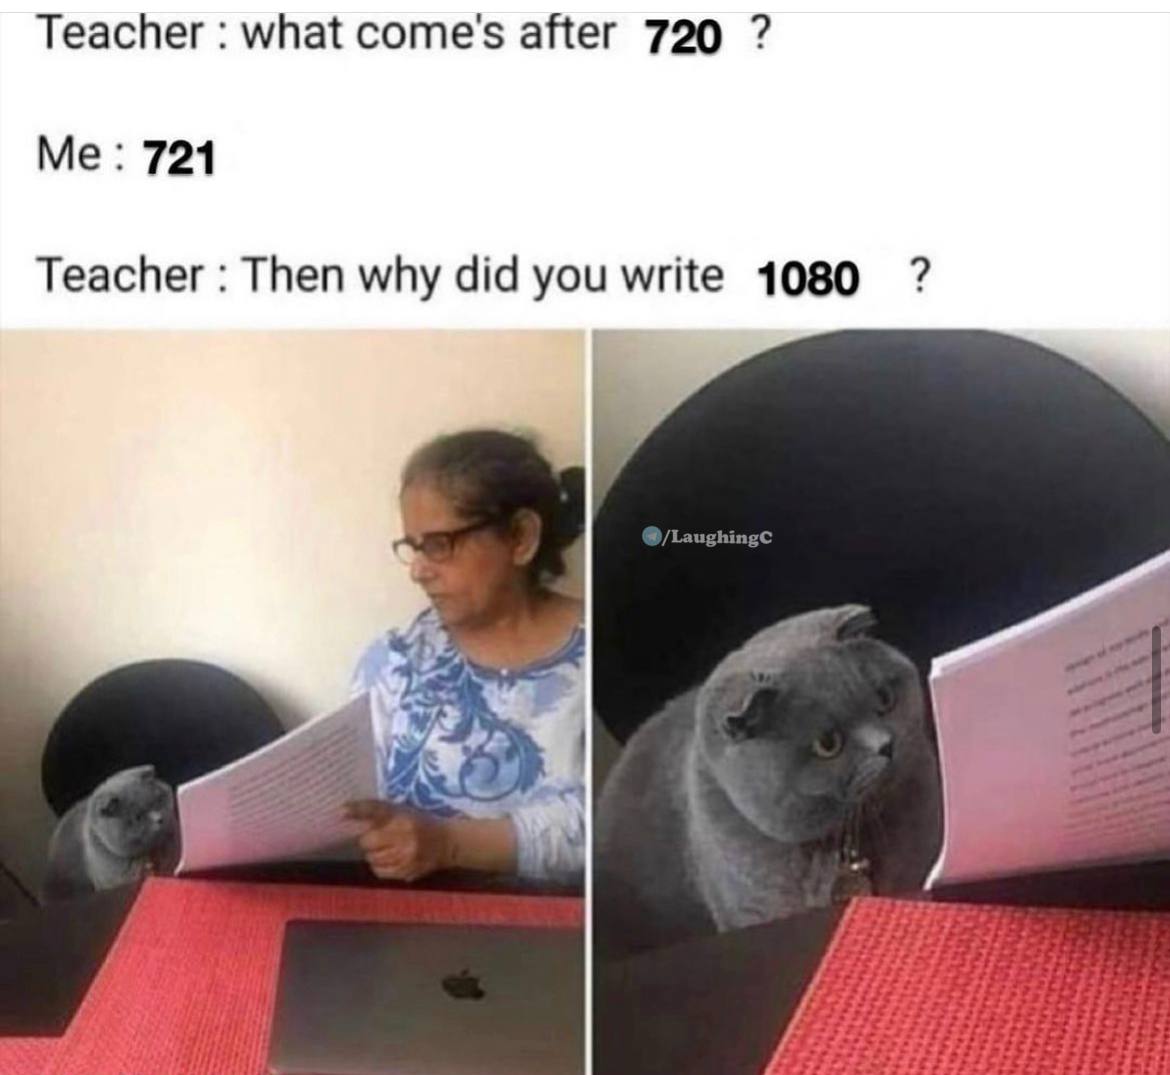 Teacher : what come's after 720 ?
Me : 721
Teacher : Then why did you write 1080 ?
/LaughingC